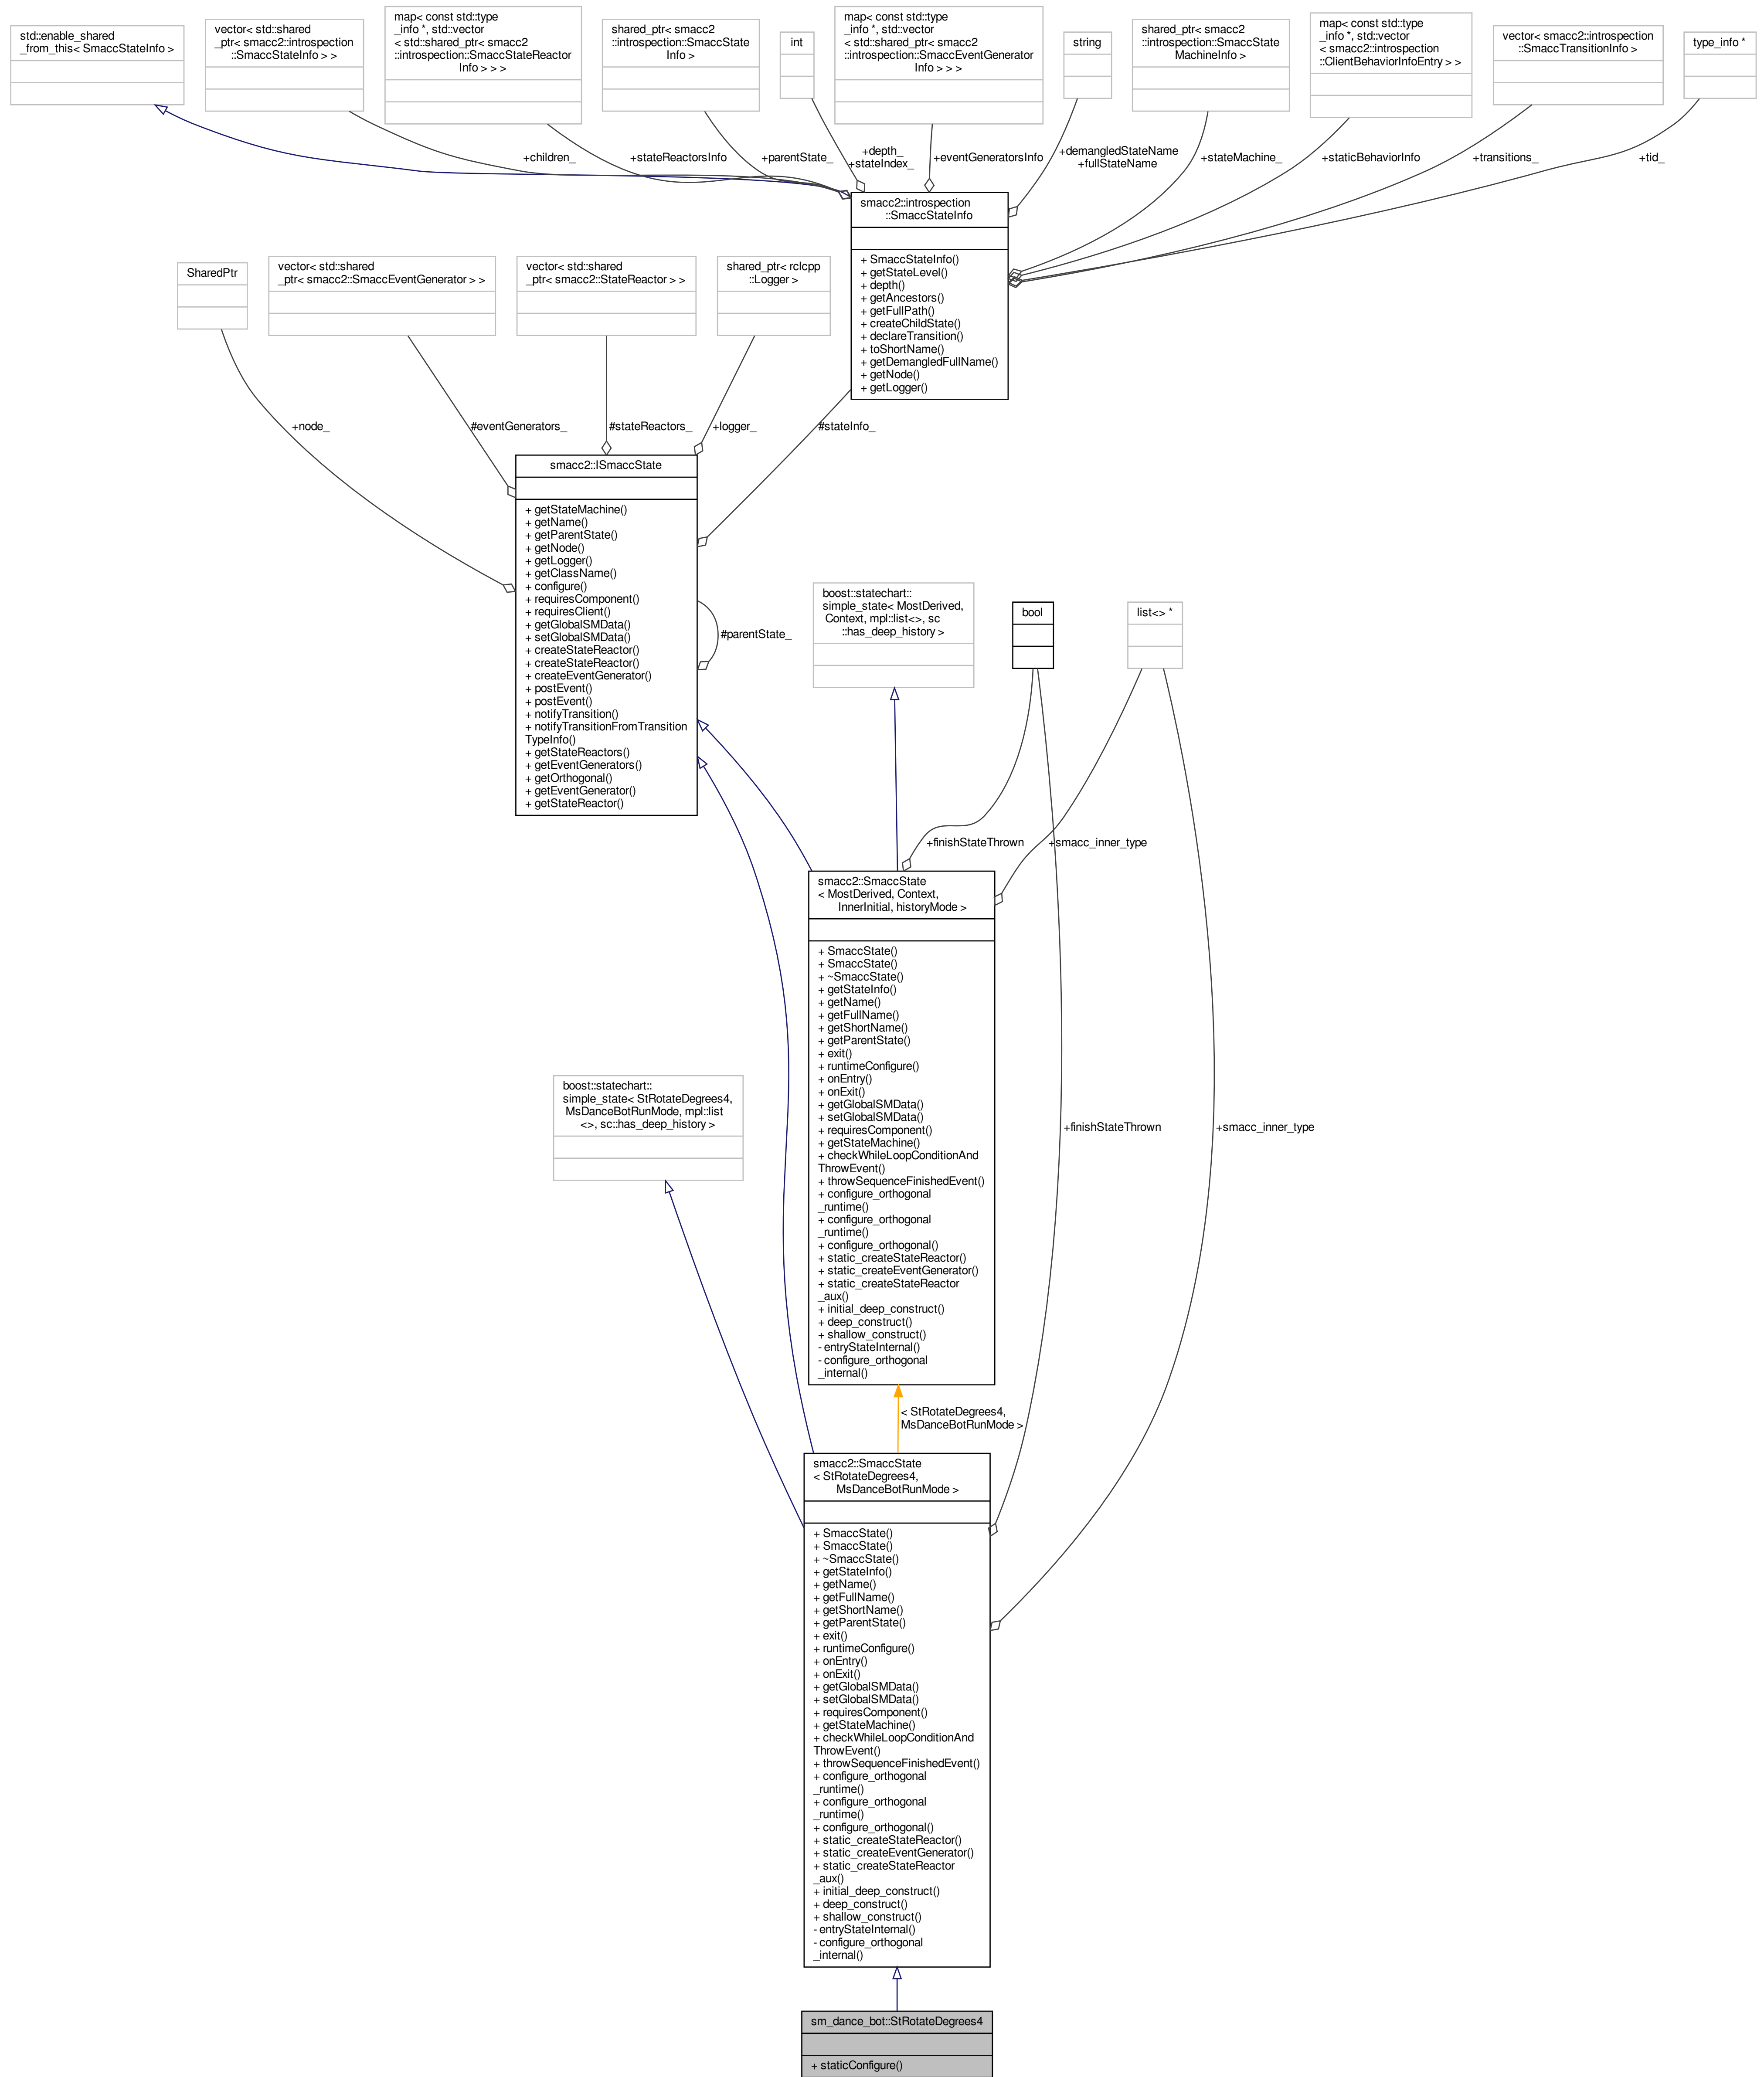 std::enable_shared
_from_this< SmaccStateInfo >
vector< std::shared
_ptr< smacc2::introspection
::SmaccStateInfo > >
map< const std::type
_info *, std::vector
< std::shared_ptr< smacc2
::introspection::SmaccStateReactor
Info > > >
shared_ptr< smacc2
::introspection::SmaccState
Info >
int
map< const std::type
_info *, std::vector
< std::shared_ptr< smacc2
::introspection::SmaccEventGenerator
Info > > >
string
shared_ptr< smacc2
::introspection::SmaccState
MachineInfo >
map< const std::type
_info *, std::vector
< smacc2::introspection
::ClientBehaviorInfoEntry > >
vector< smacc2::introspection
::SmaccTransitionInfo >
type_info *
+children_
+stateReactorsInfo
+parentState_
+depth_
+stateIndex_
+eventGeneratorsInfo
+demangledStateName
+fullStateName
+stateMachine_
+staticBehaviorInfo
+transitions_
+tid_
smacc2::introspection
::SmaccStateInfo
+ SmaccStateInfo()
+ getStateLevel()
+ depth()
+ getAncestors()
+ getFullPath()
+ createChildState()
+ declareTransition()
+ toShortName()
+ getDemangledFullName()
+ getNode()
+ getLogger()
SharedPtr
vector< std::shared
_ptr< smacc2::SmaccEventGenerator > >
vector< std::shared
_ptr< smacc2::StateReactor > >
shared_ptr< rclcpp
::Logger >
+node_
#eventGenerators_
#stateReactors_
+logger_
#stateInfo_
smacc2::ISmaccState
+ getStateMachine()
+ getName()
+ getParentState()
+ getNode()
+ getLogger()
+ getClassName()
+ configure()
+ requiresComponent()
+ requiresClient()
+ getGlobalSMData()
+ setGlobalSMData()
+ createStateReactor()
+ createStateReactor()
+ createEventGenerator()
+ postEvent()
+ postEvent()
+ notifyTransition()
+ notifyTransitionFromTransition
TypeInfo()
+ getStateReactors()
+ getEventGenerators()
+ getOrthogonal()
+ getEventGenerator()
+ getStateReactor()
#parentState_
boost::statechart::
simple_state< MostDerived,
Context, mpl::list<>, sc
::has_deep_history >
bool
list<> *
+finishStateThrown
+smacc_inner_type
smacc2::SmaccState
< MostDerived, Context,
InnerInitial, historyMode >
+ SmaccState()
+ SmaccState()
+ ~SmaccState()
+ getStateInfo()
+ getName()
+ getFullName()
+ getShortName()
+ getParentState()
+ exit()
+ runtimeConfigure()
+ onEntry()
+ onExit()
+ getGlobalSMData()
+ setGlobalSMData()
+ requiresComponent()
+ getStateMachine()
+ checkWhileLoopConditionAnd
ThrowEvent()
+ throwSequenceFinishedEvent()
+ configure_orthogonal
_runtime()
+ configure_orthogonal
_runtime()
+ configure_orthogonal()
+ static_createStateReactor()
+ static_createEventGenerator()
+ static_createStateReactor
_aux()
+ initial_deep_construct()
+ deep_construct()
+ shallow_construct()
- entryStateInternal()
- configure_orthogonal
_internal()
boost::statechart::
simple_state< StRotateDegrees4,
MsDanceBotRunMode, mpl::list
<>, sc::has_deep_history >
+finishStateThrown
+smacc_inner_type
< StRotateDegrees4,
MsDanceBotRunMode >
smacc2::SmaccState
< StRotateDegrees4,
MsDanceBotRunMode >
+ SmaccState()
+ SmaccState()
+ ~SmaccState()
+ getStateInfo()
+ getName()
+ getFullName()
+ getShortName()
+ getParentState()
+ exit()
+ runtimeConfigure()
+ onEntry()
+ onExit()
+ getGlobalSMData()
+ setGlobalSMData()
+ requiresComponent()
+ getStateMachine()
+ checkWhileLoopConditionAnd
ThrowEvent()
+ throwSequenceFinishedEvent()
+ configure_orthogonal
_runtime()
+ configure_orthogonal
_runtime()
+ configure_orthogonal()
+ static_createStateReactor()
+ static_createEventGenerator()
+ static_createStateReactor
_aux()
+ initial_deep_construct()
+ deep_construct()
+ shallow_construct()
- entryStateInternal()
- configure_orthogonal
_internal()
sm_dance_bot::StRotateDegrees4
+ staticConfigure()